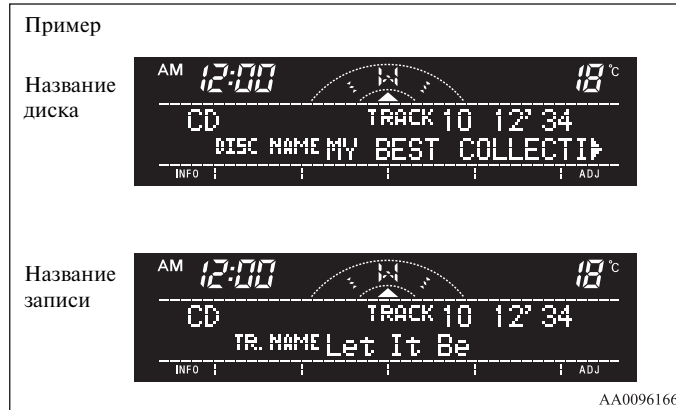 Пример
Название
диска
AM 12:00 18 °C
CD TRACK 10 12' 34
DISC NAME MY BEST COLLECTI
INFO ADJ
Название
записи
AM 12:00 18 °C
CD TRACK 10 12' 34
TR. NAME Let It Be
INFO ADJ
AA0096166